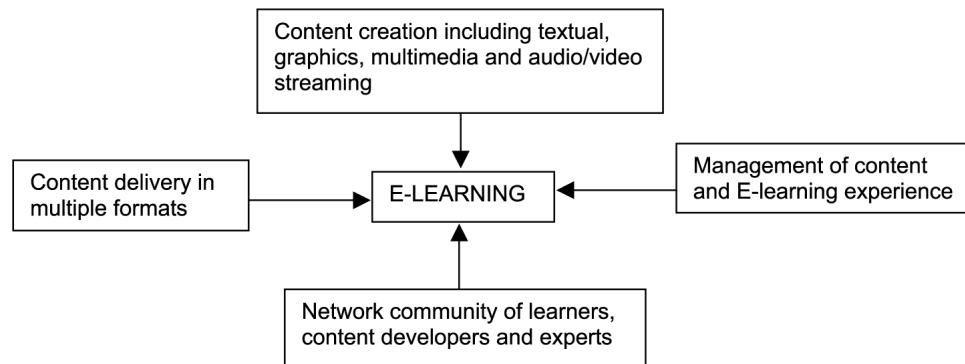 Content creation including textual,
graphics, multimedia and audio/video
streaming
Content delivery in
multiple formats
E-LEARNING
Management of content
and E-learning experience
Network community of learners,
content developers and experts